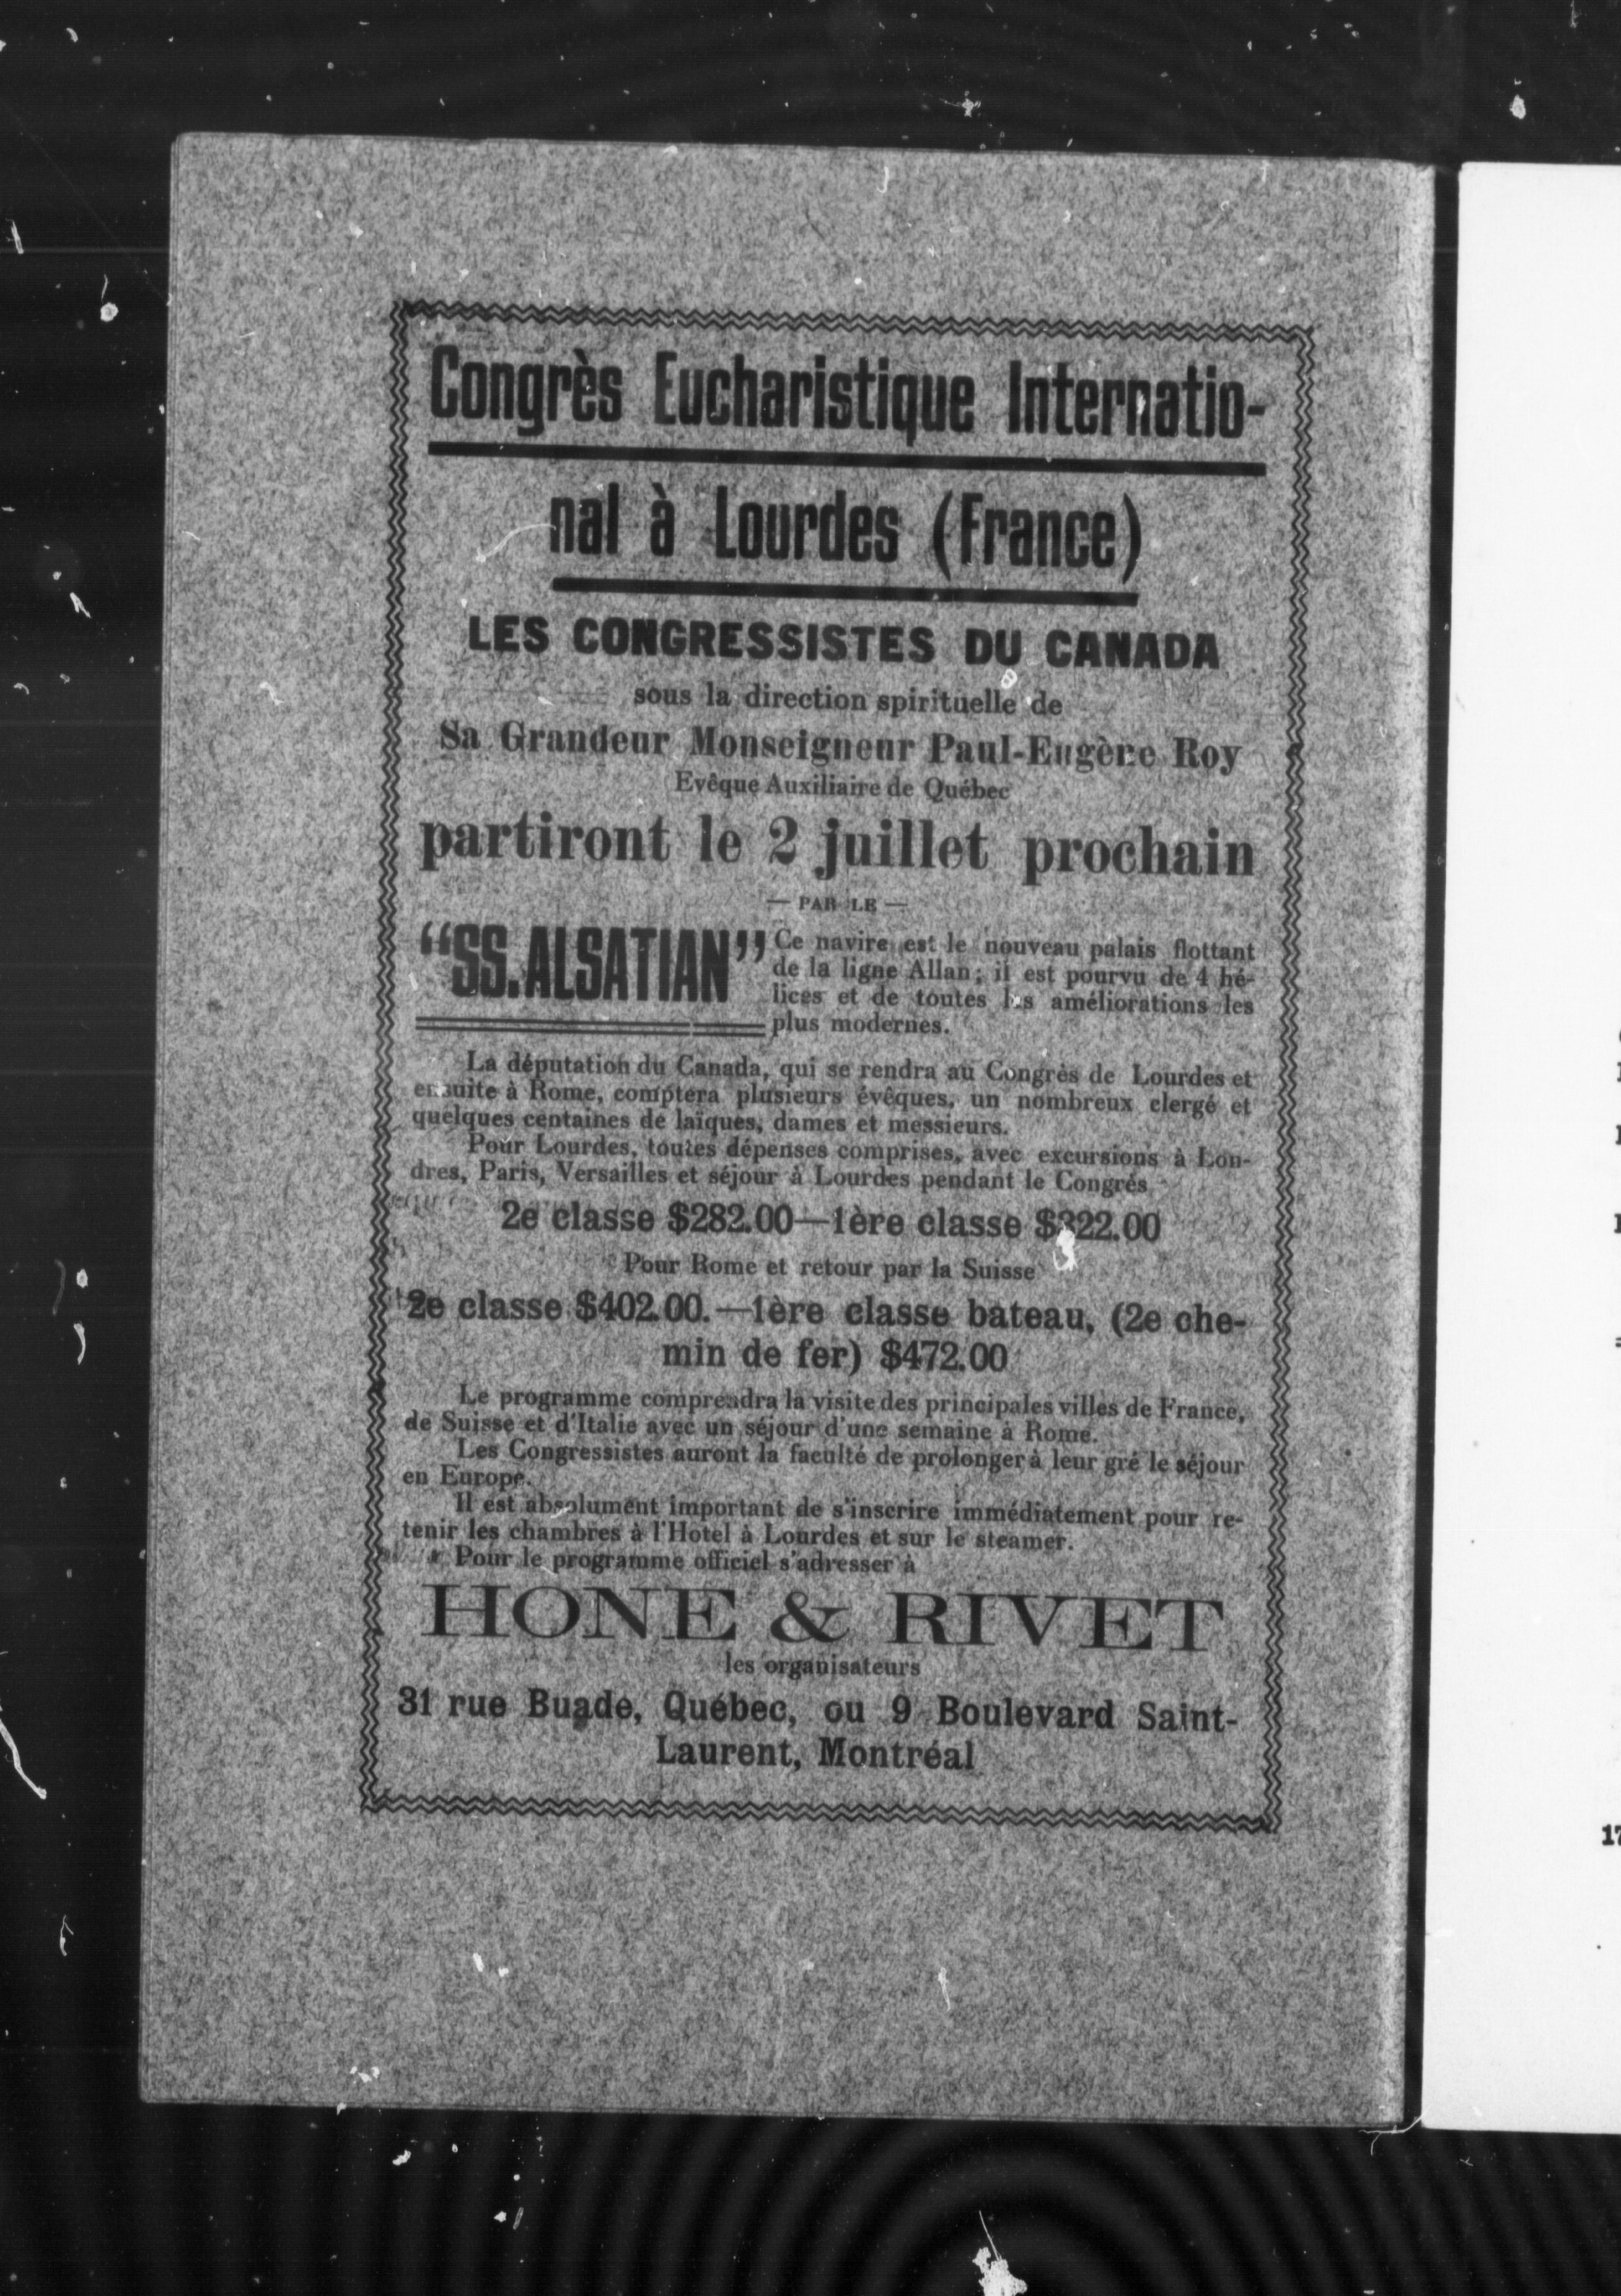 Congrès Eucharistique Internatio-
nal à Lourdes (France)
LES CONGRESSISTES DU CANADA
sous la direction spirituelle de
Sa Grandeur Monseigneur Paul-Eugène Roy
Evêque Auxiliaire de Québec
partiront le 2 juillet prochain
— PAR LE —
“SS. ALSATIAN”
Ce navire est le nouveau palais flottant
de la ligne Allan; il est pourvu de 4 hé-
lices et de toutes les améliorations les
plus modernes.
La députation du Canada, qui se rendra au Congrès de Lourdes et
ensuite à Rome, comptera plusieurs évêques, un nombreux clergé et
quelques centaines de laïques, dames et messieurs.
Pour Lourdes, toutes dépenses comprises, avec excursions à Lon-
dres, Paris, Versailles et séjour à Lourdes pendant le Congrés
2e classe $282.00—1ère classe $322.00
Pour Rome et retour par la Suisse
2e classe $402.00.—1ère classe bateau, (2e che-
min de fer) $472.00
Le programme comprendra la visite des principales villes de France,
de Suisse et d'Italie avec un séjour d'une semaine à Rome.
Les Congressistes auront la faculté de prolonger à leur gré le séjour
en Europe.
Il est absolument important de s'inscrire immédiatement pour re-
tenir les chambres à l'Hotel à Lourdes et sur le steamer.
Pour le programme officiel s'adresser à
HONE & RIVET
les organisateurs
31 rue Buade, Québec, ou 9 Boulevard Saint-
Laurent, Montréal